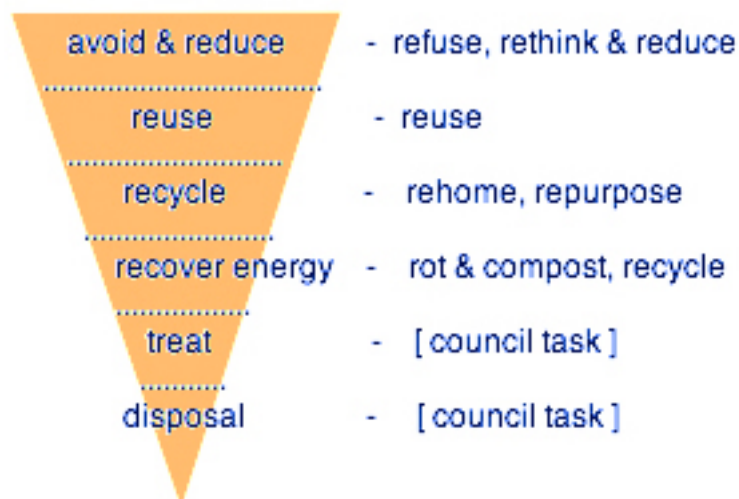 avoid & reduce - refuse, rethink & reduce
reuse - reuse
recycle - rehome, repurpose
recover energy - rot & compost, recycle
treat - [ council task ]
disposal - [ council task ]